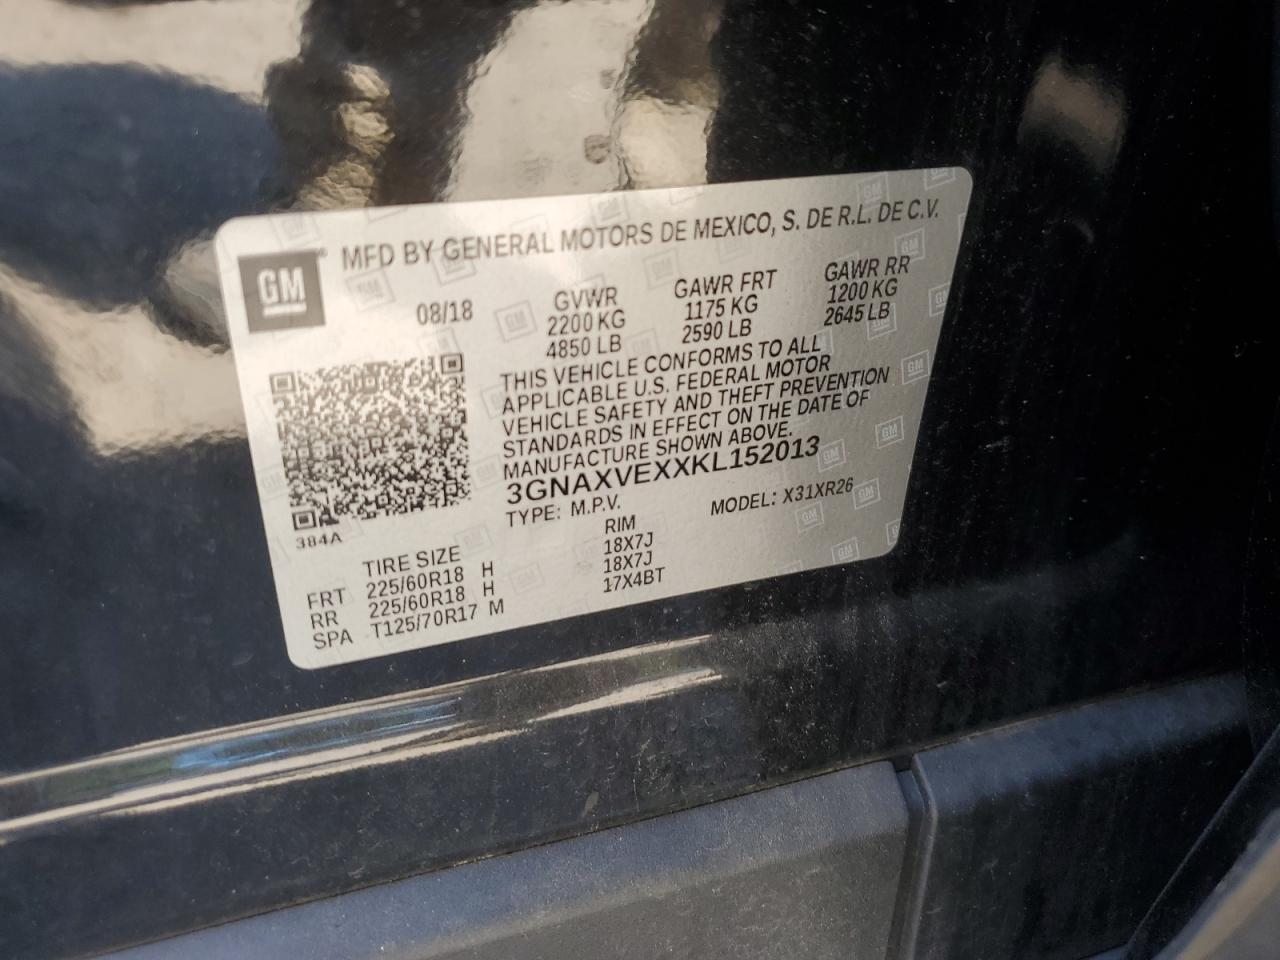 MFD BY GENERAL MOTORS DE MEXICO, S. DE R.L. DE C.V.
GM
08/18
GVWR GAWR FRT GAWR RR
2200 KG 1175 KG 1200 KG
4850 LB 2590 LB 2645 LB
THIS VEHICLE CONFORMS TO ALL
APPLICABLE U.S. FEDERAL MOTOR
VEHICLE SAFETY AND THEFT PREVENTION
STANDARDS IN EFFECT ON THE DATE OF
MANUFACTURE SHOWN ABOVE.
3GNAXVEXXKL152013
TYPE: M.P.V. MODEL: X31XR26
384A
TIRE SIZE RIM
FRT 225/60R18 H 18X7J
RR 225/60R18 H 18X7J
SPA T125/70R17 M 17X4BT